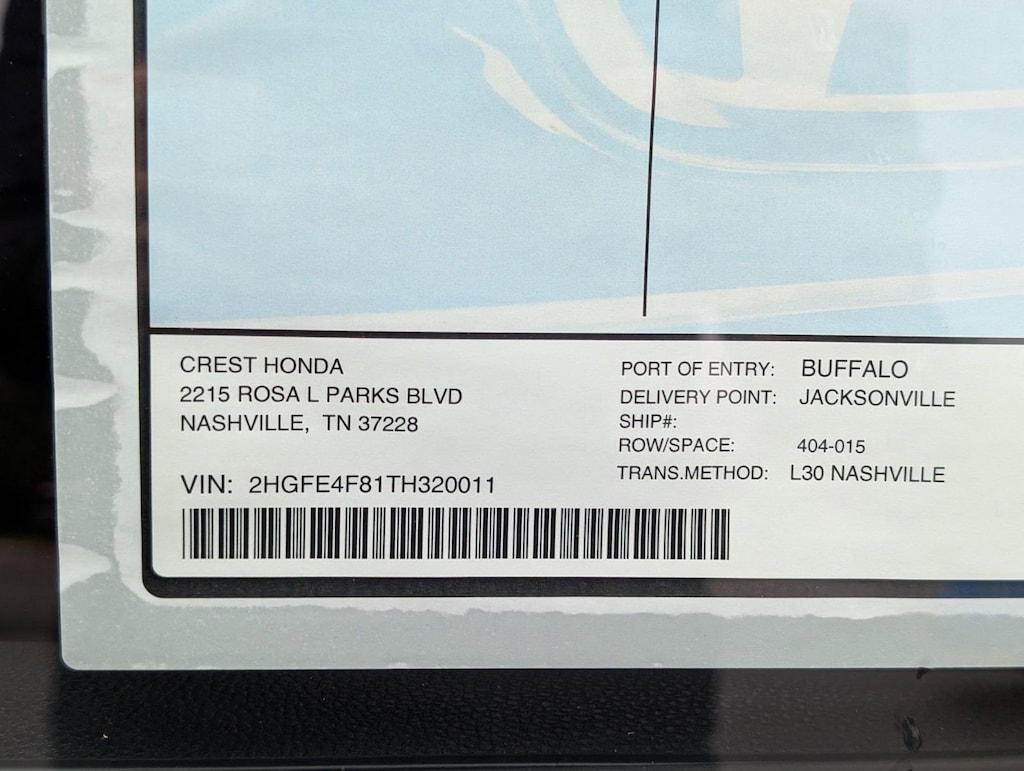 CREST HONDA
2215 ROSA L PARKS BLVD
NASHVILLE, TN 37228
VIN: 2HGFE4F81TH320011
PORT OF ENTRY: BUFFALO
DELIVERY POINT: JACKSONVILLE
SHIP#:
ROW/SPACE: 404-015
TRANS.METHOD: L30 NASHVILLE